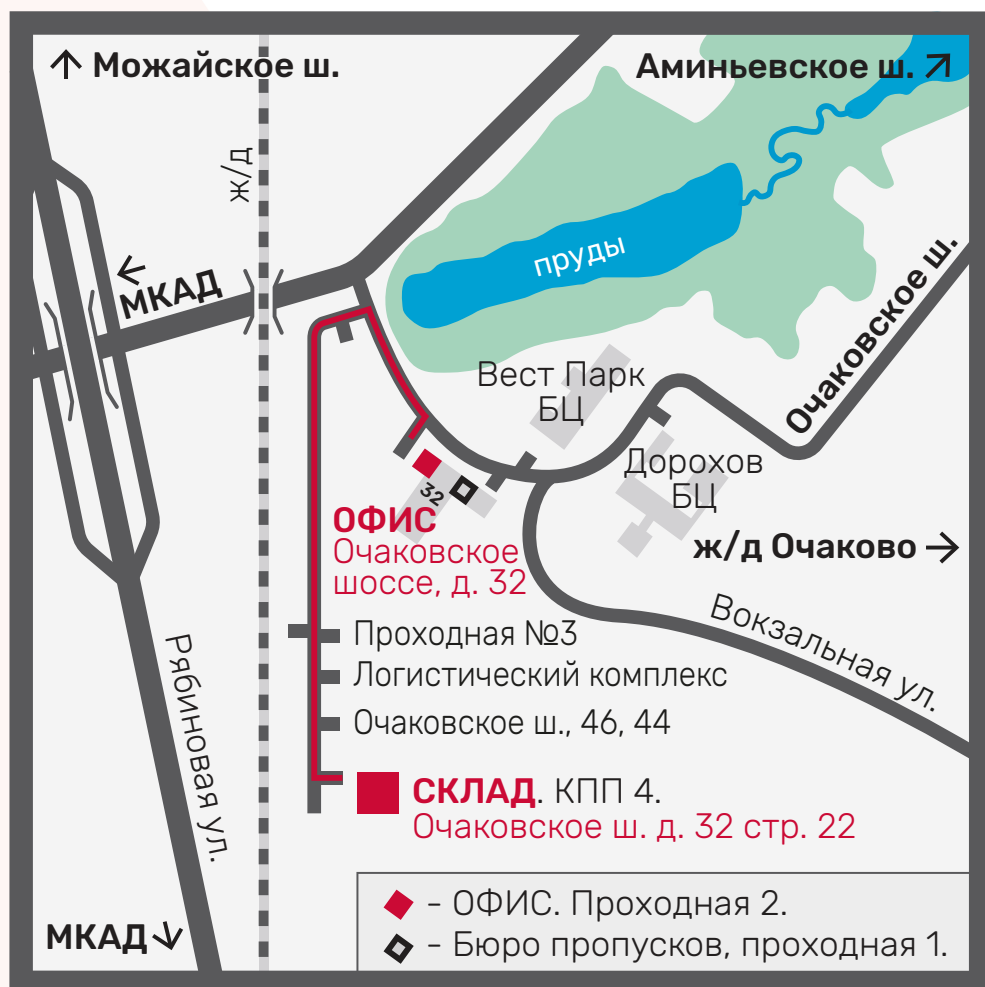 Можайское ш.
Аминьевское ш.
ж/д
МКАД
пруды
Очаковское ш.
Вест Парк
БЦ
Дорохов
БЦ
32
ОФИС
Очаковское
шоссе, д. 32
ж/д Очаково
Вокзальная ул.
Проходная №3
Логистический комплекс
Очаковское ш., 46, 44
Рябиновая ул.
СКЛАД. КПП 4.
Очаковское ш. д. 32 стр. 22
МКАД
- ОФИС. Проходная 2.
- Бюро пропусков, проходная 1.